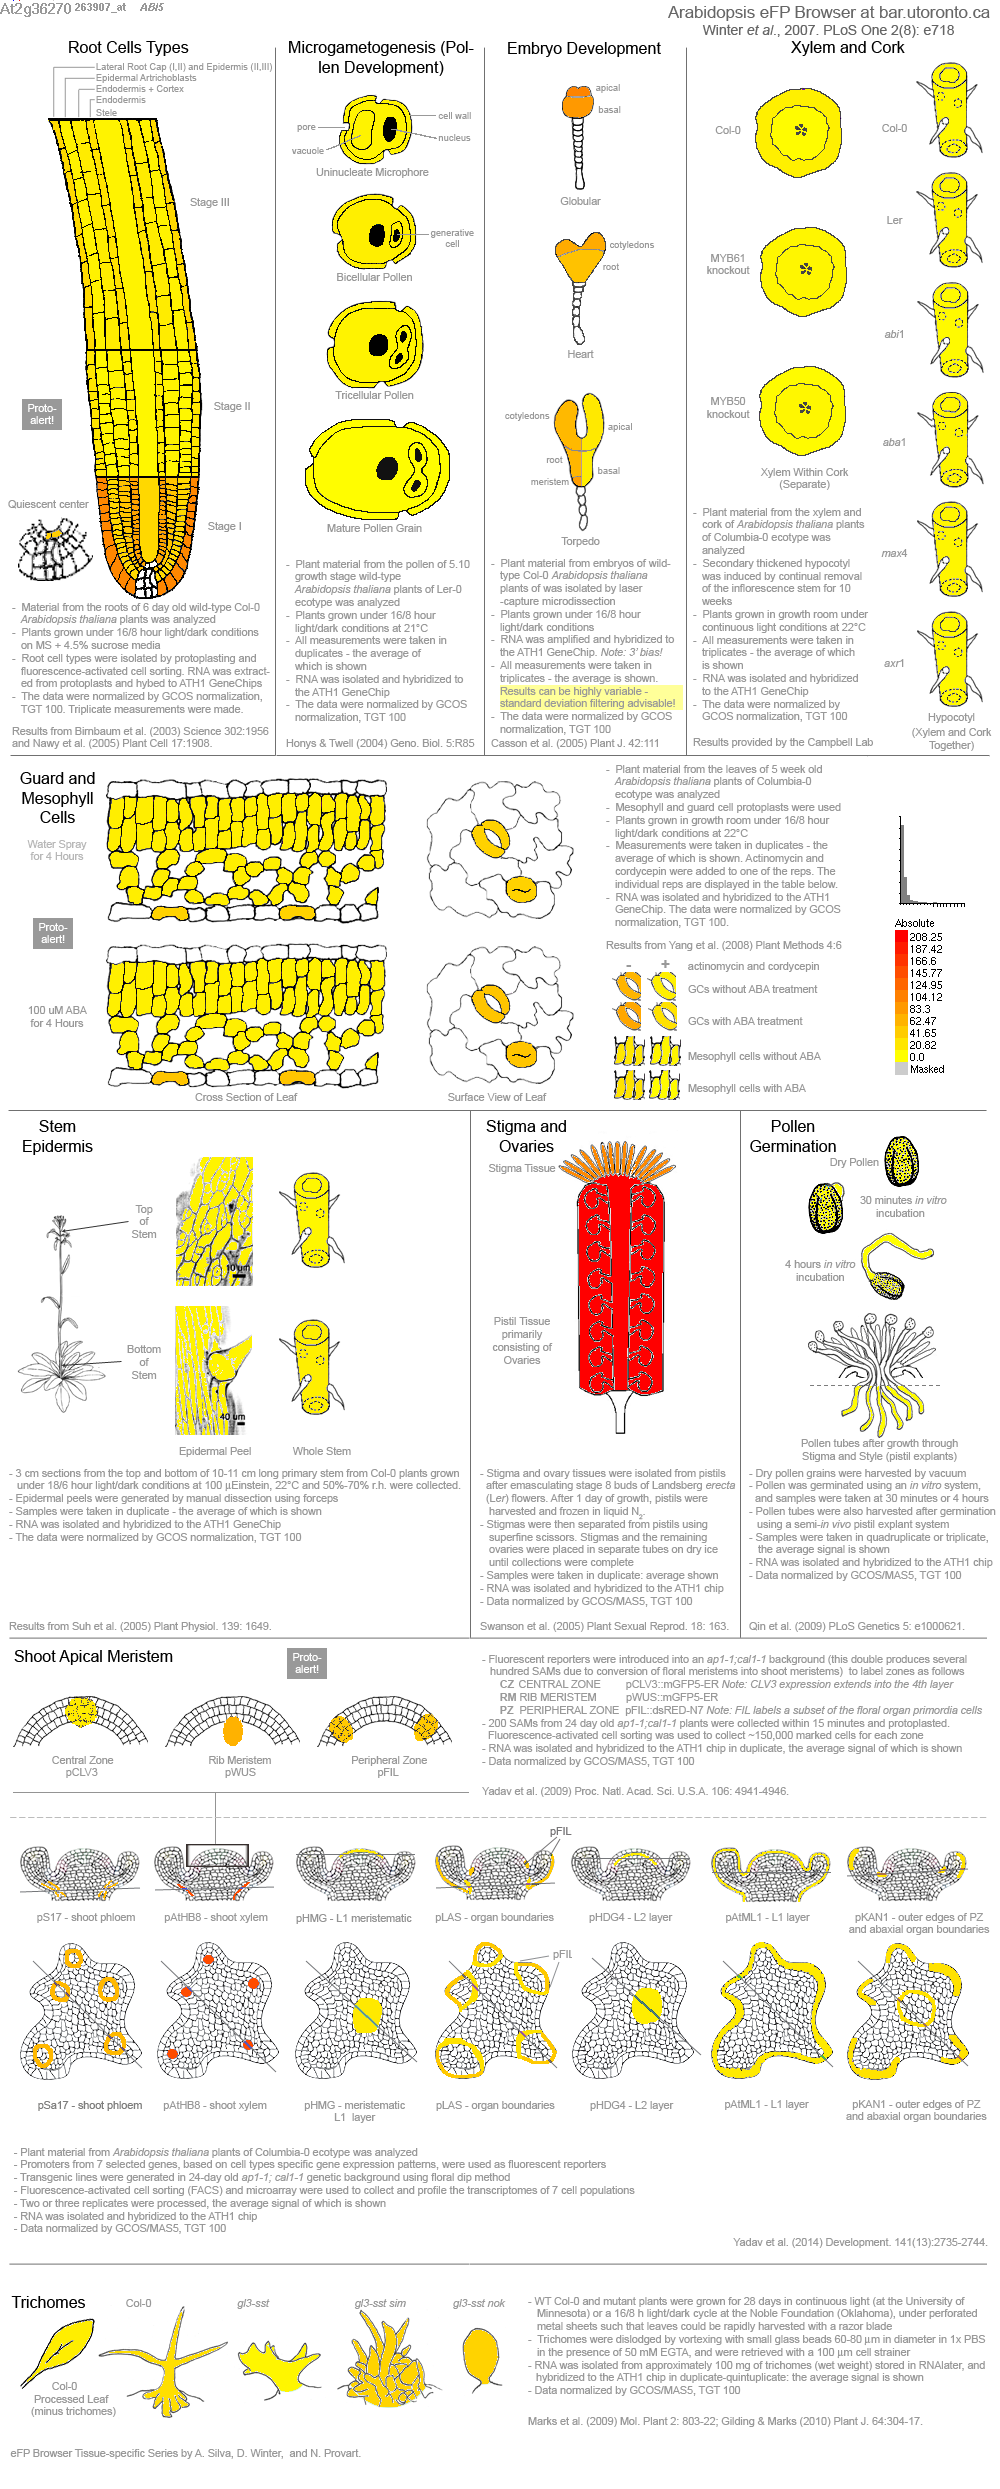 At2g36270 263907_at ABI5
Arabidopsis eFP Browser at bar.utoronto.ca
Winter et al., 2007. PLoS One 2(8): e718
Root Cells Types
Lateral Root Cap (I,II) and Epidermis (II,III)
Epidermal Artrichoblasts
Endodermis + Cortex
Endodermis
Stele
Stage III
Stage II
Stage I
Proto-
alert!
Quiescent center
- Material from the roots of 6 day old wild-type Col-0
Arabidopsis thaliana plants was analyzed
- Plants grown under 16/8 hour light/dark conditions
on MS + 4.5% sucrose media
- Root cell types were isolated by protoplasting and
fluorescence-activated cell sorting. RNA was extract-
ed from protoplasts and hybed to ATH1 GeneChips
- The data were normalized by GCOS normalization,
TGT 100. Triplicate measurements were made.
Results from Birnbaum et al. (2003) Science 302:1956
and Nawy et al. (2005) Plant Cell 17:1908.
Microgametogenesis (Pol-
len Development)
cell wall
pore
nucleus
vacuole
Uninucleate Microphore
generative
cell
Bicellular Pollen
Tricellular Pollen
Mature Pollen Grain
- Plant material from the pollen of 5.10
growth stage wild-type
Arabidopsis thaliana plants of Ler-0
ecotype was analyzed
- Plants grown under 16/8 hour
light/dark conditions at 21°C
- All measurements were taken in
duplicates - the average of
which is shown
- RNA was isolated and hybridized to
the ATH1 GeneChip
- The data were normalized by GCOS
normalization, TGT 100
Honys & Twell (2004) Geno. Biol. 5:R85
Embryo Development
apical
basal
Globular
cotyledons
root
Heart
cotyledons
apical
root
basal
meristem
Torpedo
- Plant material from embryos of wild-
type Col-0 Arabidopsis thaliana
plants of was isolated by laser
-capture microdissection
- Plants grown under 16/8 hour
light/dark conditions
- RNA was amplified and hybridized to
the ATH1 GeneChip. Note: 3' bias!
- All measurements were taken in
triplicates - the average is shown.
Results can be highly variable -
standard deviation filtering advisable!
- The data were normalized by GCOS
normalization, TGT 100
Casson et al. (2005) Plant J. 42:111
Xylem and Cork
Col-0
MYB61
knockout
MYB50
knockout
Xylem Within Cork
(Separate)
Col-0
Ler
abi1
aba1
max4
axr1
Hypocotyl
(Xylem and Cork
Together)
- Plant material from the xylem and
cork of Arabidopsis thaliana plants
of Columbia-0 ecotype was
analyzed
- Secondary thickened hypocotyl
was induced by continual removal
of the inflorescence stem for 10
weeks
- Plants grown in growth room under
continuous light conditions at 22°C
- All measurements were taken in
triplicates - the average of which
is shown
- RNA was isolated and hybridized
to the ATH1 GeneChip
- The data were normalized by
GCOS normalization, TGT 100
Results provided by the Campbell Lab
Guard and
Mesophyll
Cells
Water Spray
for 4 Hours
Proto-
alert!
100 uM ABA
for 4 Hours
Cross Section of Leaf
Surface View of Leaf
- Plant material from the leaves of 5 week old
Arabidopsis thaliana plants of Columbia-0
ecotype was analyzed
- Mesophyll and guard cell protoplasts were used
- Plants grown in growth room under 16/8 hour
light/dark conditions at 22°C
- Measurements were taken in duplicates - the
average of which is shown. Actinomycin and
cordycepin were added to one of the reps. The
individual reps are displayed in the table below.
- RNA was isolated and hybridized to the ATH1
GeneChip. The data were normalized by GCOS
normalization, TGT 100.
Results from Yang et al. (2008) Plant Methods 4:6
- + actinomycin and cordycepin
GCs without ABA treatment
GCs with ABA treatment
Mesophyll cells without ABA
Mesophyll cells with ABA
Absolute
208.25
187.42
166.6
145.77
124.95
104.12
83.3
62.47
41.65
20.82
0.0
Masked
Stem
Epidermis
Top
of
Stem
Bottom
of
Stem
10 um
40 um
Epidermal Peel
Whole Stem
- 3 cm sections from the top and bottom of 10-11 cm long primary stem from Col-0 plants grown
under 18/6 hour light/dark conditions at 100 µEinstein, 22°C and 50%-70% r.h. were collected.
- Epidermal peels were generated by manual dissection using forceps
- Samples were taken in duplicate - the average of which is shown
- RNA was isolated and hybridized to the ATH1 GeneChip
- The data were normalized by GCOS normalization, TGT 100
Results from Suh et al. (2005) Plant Physiol. 139: 1649.
Stigma and
Ovaries
Stigma Tissue
Pistil Tissue
primarily
consisting of
Ovaries
- Stigma and ovary tissues were isolated from pistils
after emasculating stage 8 buds of Landsberg erecta
(Ler) flowers. After 1 day of growth, pistils were
harvested and frozen in liquid N2.
- Stigmas were then separated from pistils using
superfine scissors. Stigmas and the remaining
ovaries were placed in separate tubes on dry ice
until collections were complete
- Samples were taken in duplicate: average shown
- RNA was isolated and hybridized to the ATH1 chip
- Data normalized by GCOS/MAS5, TGT 100
Swanson et al. (2005) Plant Sexual Reprod. 18: 163.
Pollen
Germination
Dry Pollen
30 minutes in vitro
incubation
4 hours in vitro
incubation
Pollen tubes after growth through
Stigma and Style (pistil explants)
- Dry pollen grains were harvested by vacuum
- Pollen was germinated using an in vitro system,
and samples were taken at 30 minutes or 4 hours
- Pollen tubes were also harvested after germination
using a semi-in vivo pistil explant system
- Samples were taken in quadruplicate or triplicate,
the average signal is shown
- RNA was isolated and hybridized to the ATH1 chip
- Data normalized by GCOS/MAS5, TGT 100
Qin et al. (2009) PLoS Genetics 5: e1000621.
Shoot Apical Meristem
Proto-
alert!
Central Zone
pCLV3
Rib Meristem
pWUS
Peripheral Zone
pFIL
- Fluorescent reporters were introduced into an ap1-1;cal1-1 background (this double produces several
hundred SAMs due to conversion of floral meristems into shoot meristems) to label zones as follows
CZ CENTRAL ZONE pCLV3::mGFP5-ER Note: CLV3 expression extends into the 4th layer
RM RIB MERISTEM pWUS::mGFP5-ER
PZ PERIPHERAL ZONE pFIL::dsRED-N7 Note: FIL labels a subset of the floral organ primordia cells
- 200 SAMs from 24 day old ap1-1;cal1-1 plants were collected within 15 minutes and protoplasted.
Fluorescence-activated cell sorting was used to collect ~150,000 marked cells for each zone
- RNA was isolated and hybridized to the ATH1 chip in duplicate, the average signal of which is shown
- Data normalized by GCOS/MAS5, TGT 100
Yadav et al. (2009) Proc. Natl. Acad. Sci. U.S.A. 106: 4941-4946.
pFIL
pS17 - shoot phloem
pAtHB8 - shoot xylem
pHMG - L1 meristematic
pLAS - organ boundaries
pHDG4 - L2 layer
pAtML1 - L1 layer
pKAN1 - outer edges of PZ
and abaxial organ boundaries
pFIL
pSa17 - shoot phloem
pAtHB8 - shoot xylem
pHMG - meristematic
L1 layer
pLAS - organ boundaries
pHDG4 - L2 layer
pAtML1 - L1 layer
pKAN1 - outer edges of PZ
and abaxial organ boundaries
- Plant material from Arabidopsis thaliana plants of Columbia-0 ecotype was analyzed
- Promoters from 7 selected genes, based on cell types specific gene expression patterns, were used as fluorescent reporters
- Transgenic lines were generated in 24-day old ap1-1; cal1-1 genetic background using floral dip method
- Fluorescence-activated cell sorting (FACS) and microarray were used to collect and profile the transcriptomes of 7 cell populations
- Two or three replicates were processed, the average signal of which is shown
- RNA was isolated and hybridized to the ATH1 chip
- Data normalized by GCOS/MAS5, TGT 100
Yadav et al. (2014) Development. 141(13):2735-2744.
Trichomes
Col-0
gl3-sst
gl3-sst sim
gl3-sst nok
Col-0
Processed Leaf
(minus trichomes)
- WT Col-0 and mutant plants were grown for 28 days in continuous light (at the University of
Minnesota) or a 16/8 h light/dark cycle at the Noble Foundation (Oklahoma), under perforated
metal sheets such that leaves could be rapidly harvested with a razor blade
- Trichomes were dislodged by vortexing with small glass beads 60-80 µm in diameter in 1x PBS
in the presence of 50 mM EGTA, and were retrieved with a 100 µm cell strainer
- RNA was isolated from approximately 100 mg of trichomes (wet weight) stored in RNAlater, and
hybridized to the ATH1 chip in duplicate-quintuplicate: the average signal is shown
- Data normalized by GCOS/MAS5, TGT 100
Marks et al. (2009) Mol. Plant 2: 803-22; Gilding & Marks (2010) Plant J. 64:304-17.
eFP Browser Tissue-specific Series by A. Silva, D. Winter, and N. Provart.